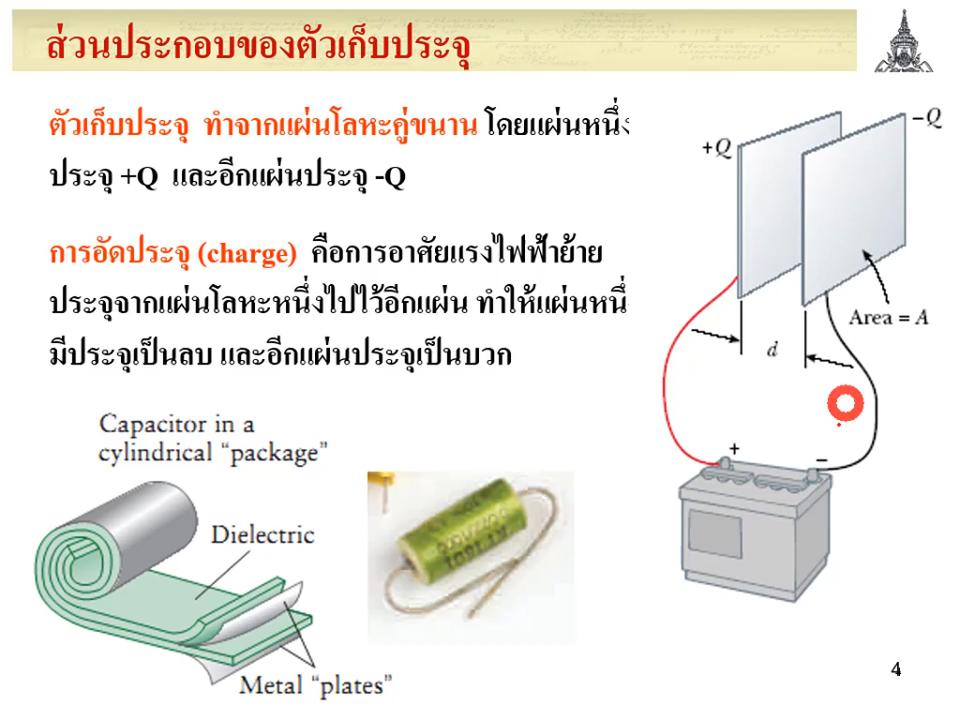 ส่วนประกอบของตัวเก็บประจุ
ตัวเก็บประจุ ทำจากแผ่นโลหะคู่ขนาน โดยแผ่นหนึ่ง
ประจุ +Q และอีกแผ่นประจุ -Q
การอัดประจุ (charge) คือการอาศัยแรงไฟฟ้าย้าย
ประจุจากแผ่นโลหะหนึ่งไปไว้อีกแผ่น ทำให้แผ่นหนึ่
มีประจุเป็นลบ และอีกแผ่นประจุเป็นบวก
+Q
−Q
Area = A
d
+
−
Capacitor in a
cylindrical “package”
Dielectric
Metal “plates”
4